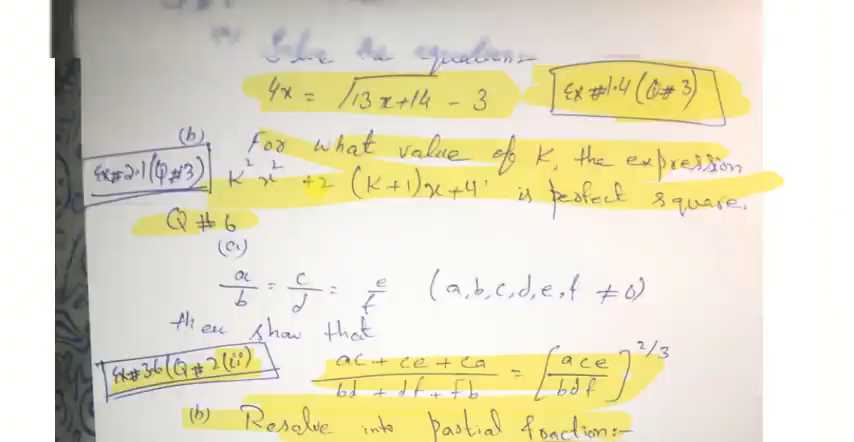 (a) Solve the equation:-
4x = √13x+14 - 3 Ex #1.4 (Q#3)
(b) For what value of K, the expression
Ex#2.1(Q#3) K²x² +2 (K+1)x+4 is perfect square.
Q # 6
(a)
a/b = c/d = e/f (a,b,c,d,e,f ≠0)
then show that
Ex#3.6(Q#2(ii) ac + ce + ea / bd + df + fb = [ace/bdf]^2/3
(b) Resolve into partial fraction:-